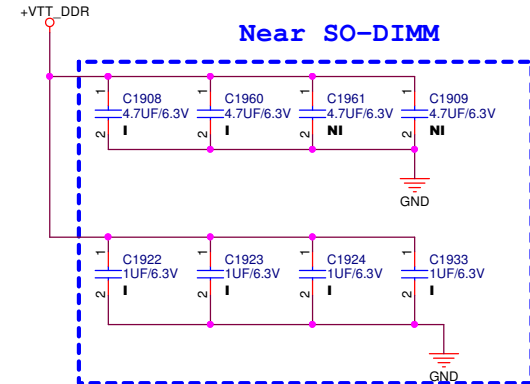 +VTT_DDR
Near SO-DIMM
1 C1908 1 C1960 1 C1961 1 C1909
4.7UF/6.3V 4.7UF/6.3V 4.7UF/6.3V 4.7UF/6.3V
2 I 2 I 2 NI 2 NI
GND
1 C1922 1 C1923 1 C1924 1 C1933
1UF/6.3V 1UF/6.3V 1UF/6.3V 1UF/6.3V
2 I 2 I 2 I 2 I
GND